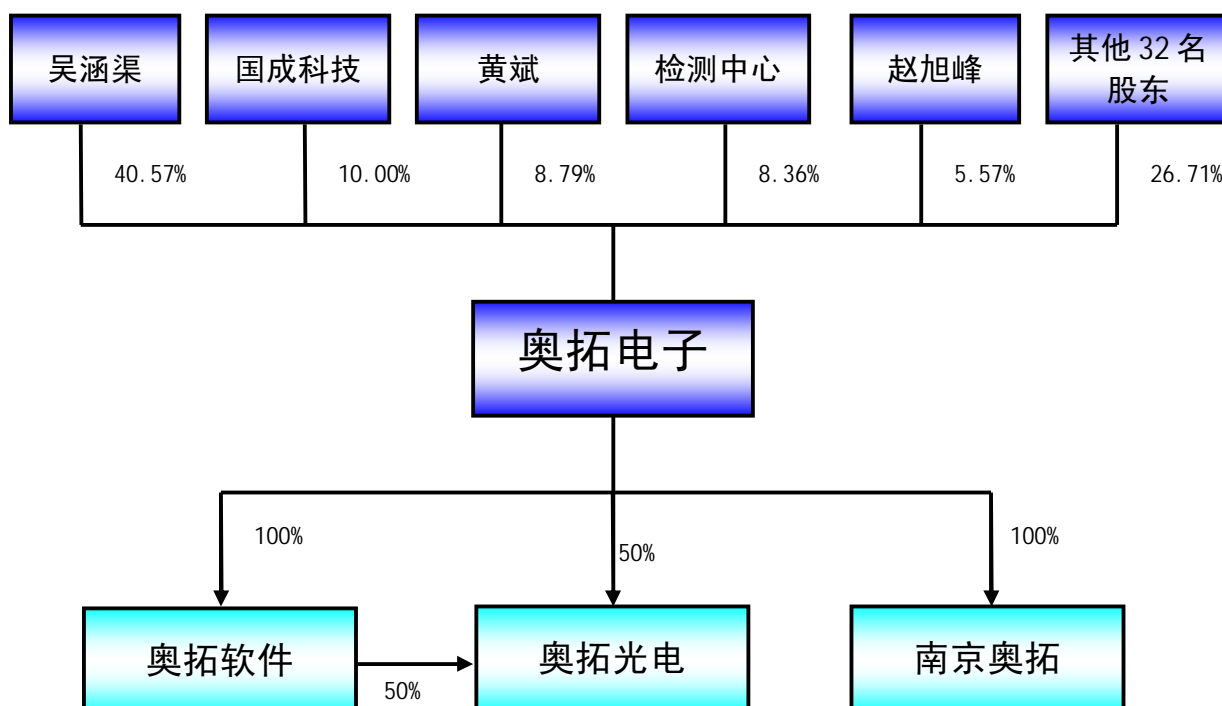 吴涵渠
国成科技
黄斌
检测中心
赵旭峰
其他 32 名
股东
40.57%
10.00%
8.79%
8.36%
5.57%
26.71%
奥拓电子
100%
50%
100%
奥拓软件
奥拓光电
南京奥拓
50%